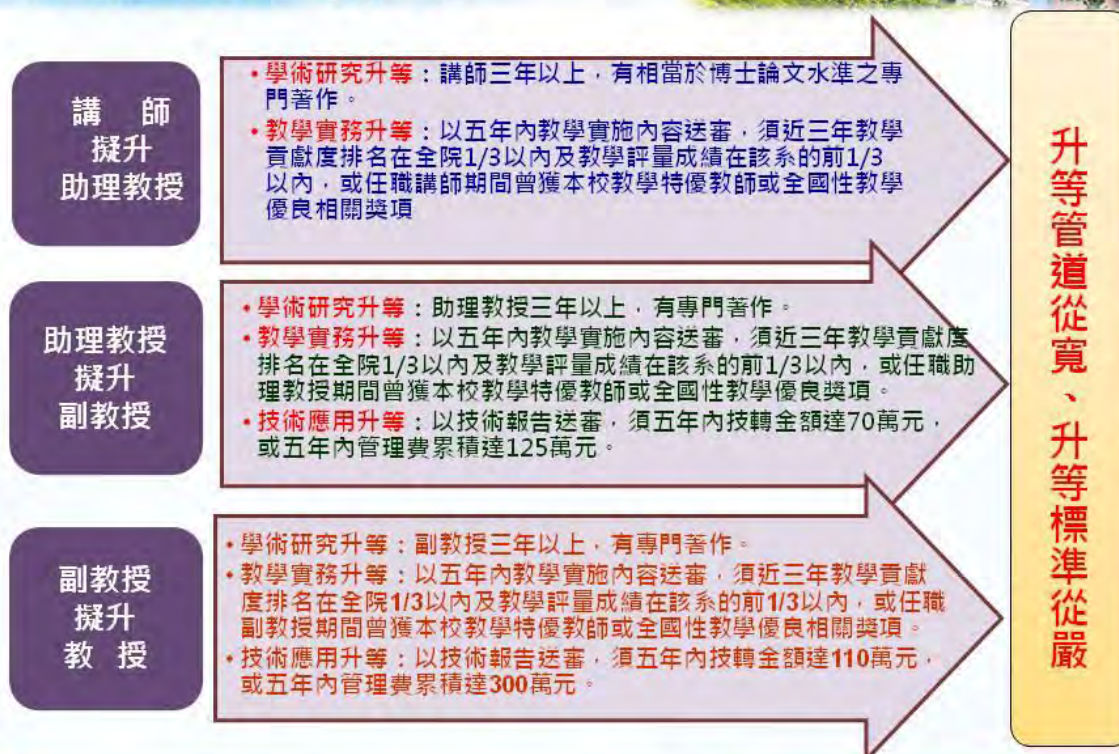 講 師
擬升
助理教授
•學術研究升等：講師三年以上，有相當於博士論文水準之專
門著作。
•教學實務升等：以五年內教學實施內容送審，須近三年教學
貢獻度排名在全院1/3以內及教學評量成績在該系的前1/3
以內，或任職講師期間曾獲本校教學特優教師或全國性教學
優良相關獎項
助理教授
擬升
副教授
•學術研究升等：助理教授三年以上，有專門著作。
•教學實務升等：以五年內教學實施內容送審，須近三年教學貢獻度
排名在全院1/3以內及教學評量成績在該系的前1/3以內，或任職助
理教授期間曾獲本校教學特優教師或全國性教學優良獎項。
•技術應用升等：以技術報告送審，須五年內技轉金額達70萬元，
或五年內管理費累積達125萬元。
副教授
擬升
教 授
•學術研究升等：副教授三年以上，有專門著作。
•教學實務升等：以五年內教學實施內容送審，須近三年教學貢獻
度排名在全院1/3以內及教學評量成績在該系的前1/3以內，或任職
副教授期間曾獲本校教學特優教師或全國性教學優良相關獎項。
•技術應用升等：以技術報告送審，須五年內技轉金額達110萬元，
或五年內管理費累積達300萬元。
升等管道從寬、升等標準從嚴